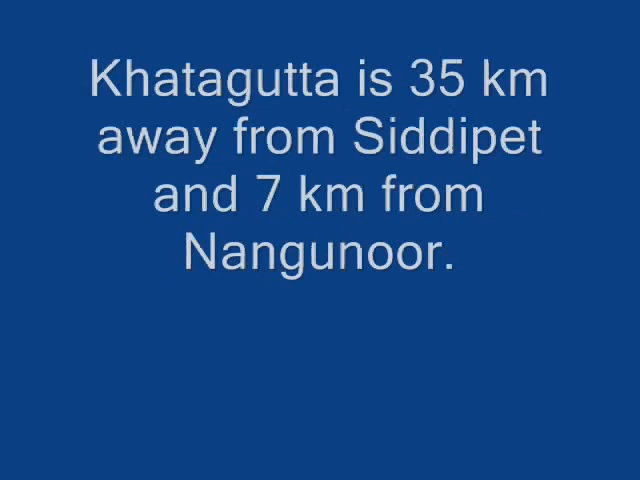 Khatagutta is 35 km
away from Siddipet
and 7 km from
Nangunoor.